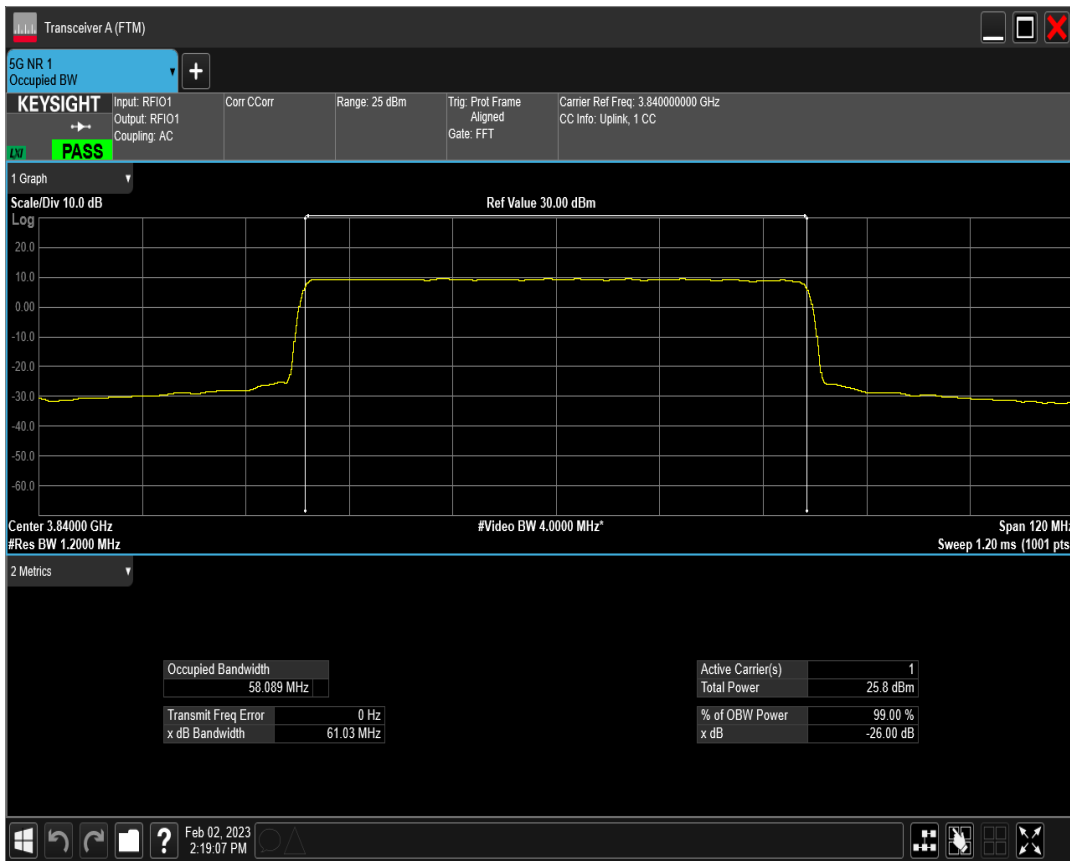 Transceiver A (FTM)
5G NR 1
Occupied BW
+
KEYSIGHT
LXI
PASS
Input: RFIO1
Output: RFIO1
Coupling: AC
Corr CCorr
Range: 25 dBm
Trig: Prot Frame
Aligned
Gate: FFT
Carrier Ref Freq: 3.840000000 GHz
CC Info: Uplink, 1 CC
1 Graph
Scale/Div 10.0 dB
Ref Value 30.00 dBm
Log
20.0
10.0
0.00
-10.0
-20.0
-30.0
-40.0
-50.0
-60.0
Center 3.84000 GHz
#Video BW 4.0000 MHz*
Span 120 MHz
#Res BW 1.2000 MHz
Sweep 1.20 ms (1001 pts
2 Metrics
Occupied Bandwidth
58.089 MHz
Transmit Freq Error 0 Hz
x dB Bandwidth 61.03 MHz
Active Carrier(s) 1
Total Power 25.8 dBm
% of OBW Power 99.00 %
x dB -26.00 dB
?
Feb 02, 2023
2:19:07 PM